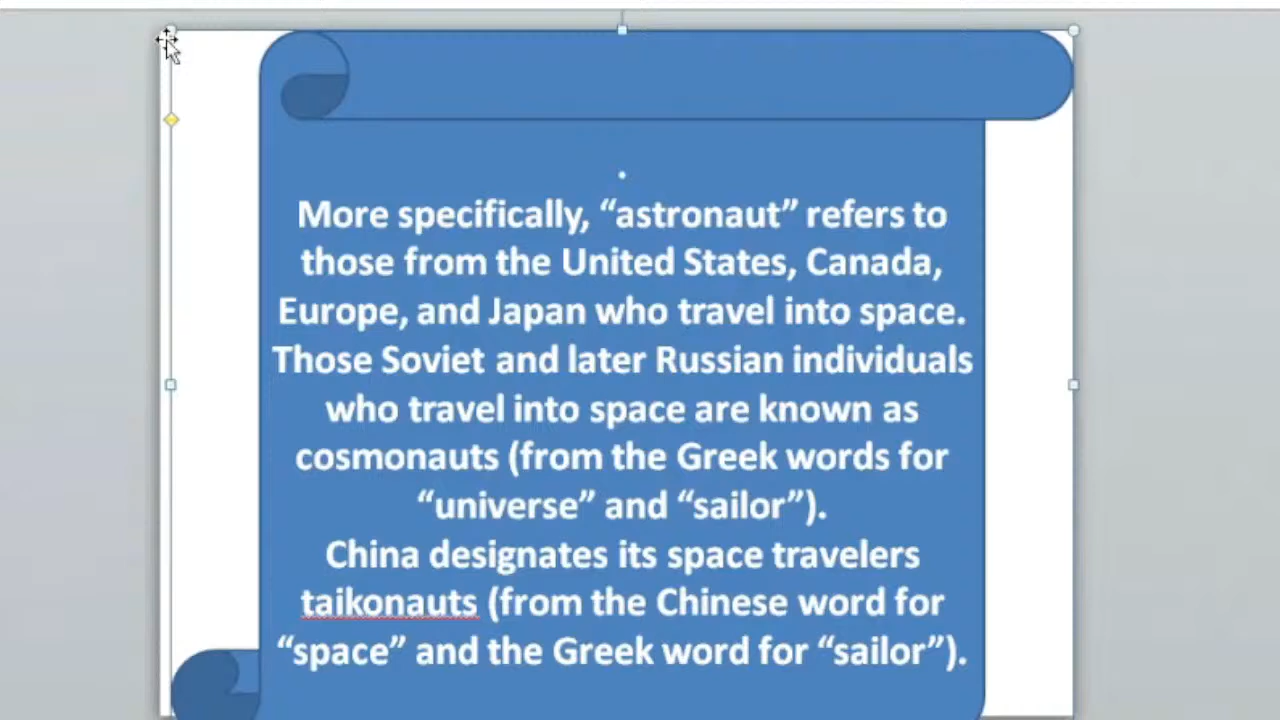 .
More specifically, “astronaut” refers to
those from the United States, Canada,
Europe, and Japan who travel into space.
Those Soviet and later Russian individuals
who travel into space are known as
cosmonauts (from the Greek words for
“universe” and “sailor”).
China designates its space travelers
taikonauts (from the Chinese word for
“space” and the Greek word for “sailor”).